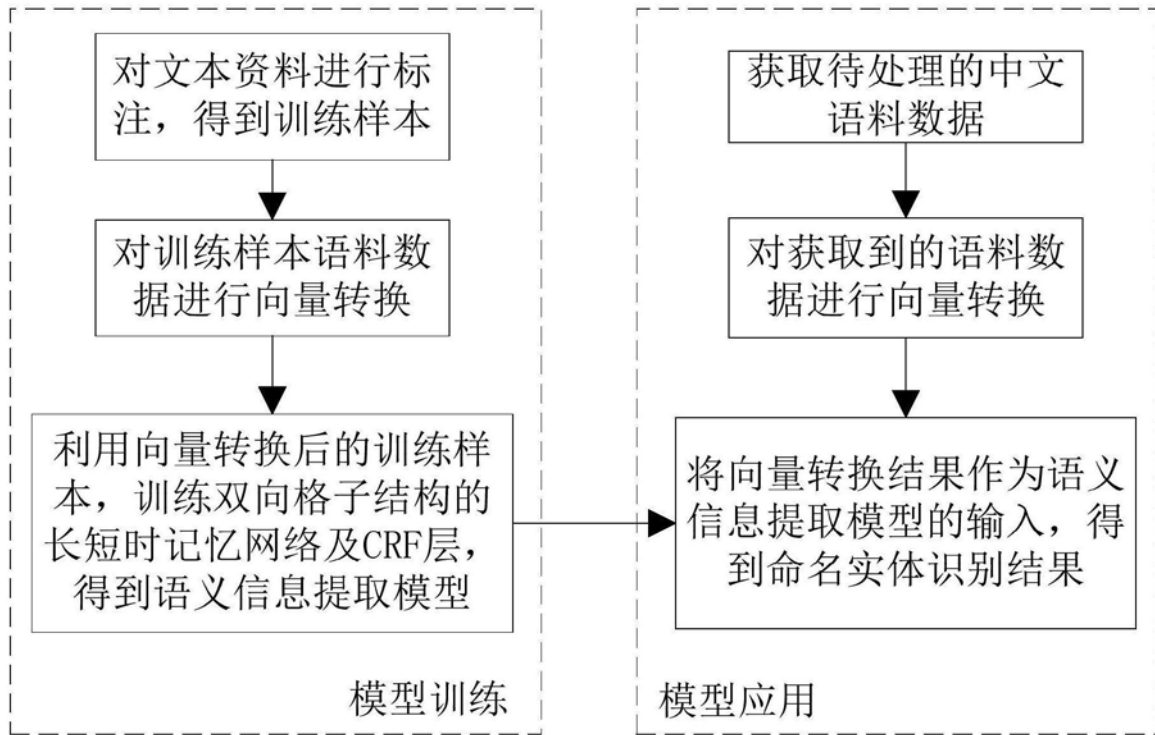 对文本资料进行标
注，得到训练样本
对训练样本语料数
据进行向量转换
利用向量转换后的训练样
本，训练双向格子结构的
长短时记忆网络及CRF层，
得到语义信息提取模型
模型训练
获取待处理的中文
语料数据
对获取到的语料数
据进行向量转换
将向量转换结果作为语义
信息提取模型的输入，得
到命名实体识别结果
模型应用